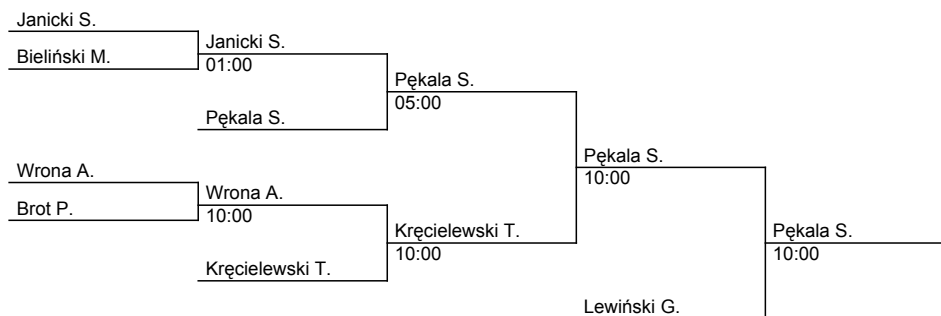 Janicki S.
Bieliński M.
Janicki S.
01:00
Pękala S.
Pękala S.
05:00
Wrona A.
Brot P.
Wrona A.
10:00
Kręcielewski T.
Kręcielewski T.
10:00
Pękala S.
10:00
Lewiński G.
Pękala S.
10:00